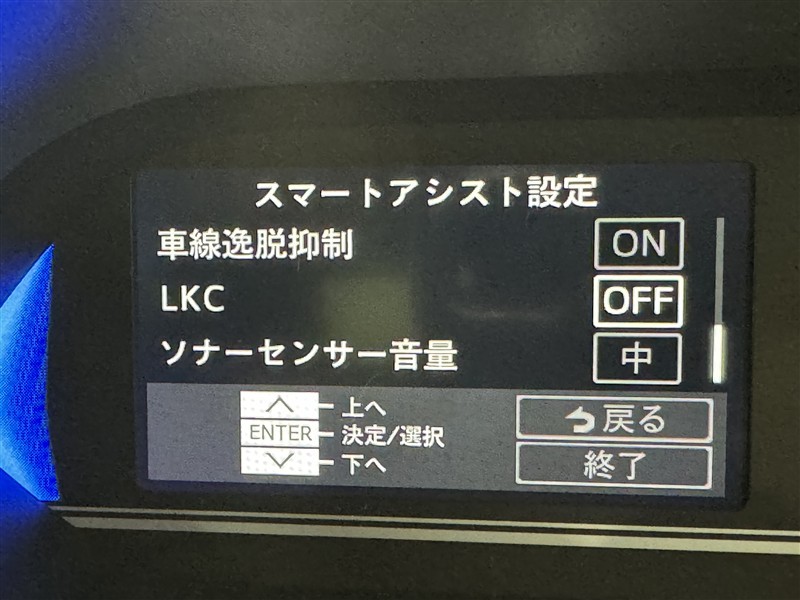 スマートアシスト設定
車線逸脱抑制 ON
LKC OFF
ソナーセンサー音量 中
上へ
ENTER 決定/選択
下へ
戻る
終了